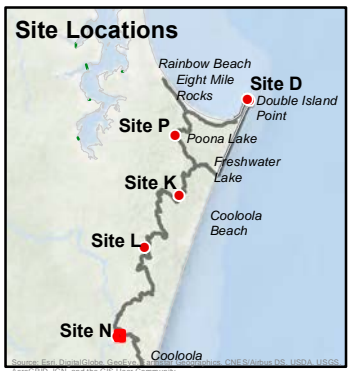 Site Locations
Rainbow Beach
Eight Mile
Rocks
Site D
Double Island
Point
Site P
Poona Lake
Freshwater
Lake
Site K
Cooloola
Beach
Site L
Site N
Cooloola
Source: Esri, DigitalGlobe, GeoEye, Earthstar Geographics, CNES/Airbus DS, USDA, USGS,
AeroGRID, IGN, and the GIS User Community